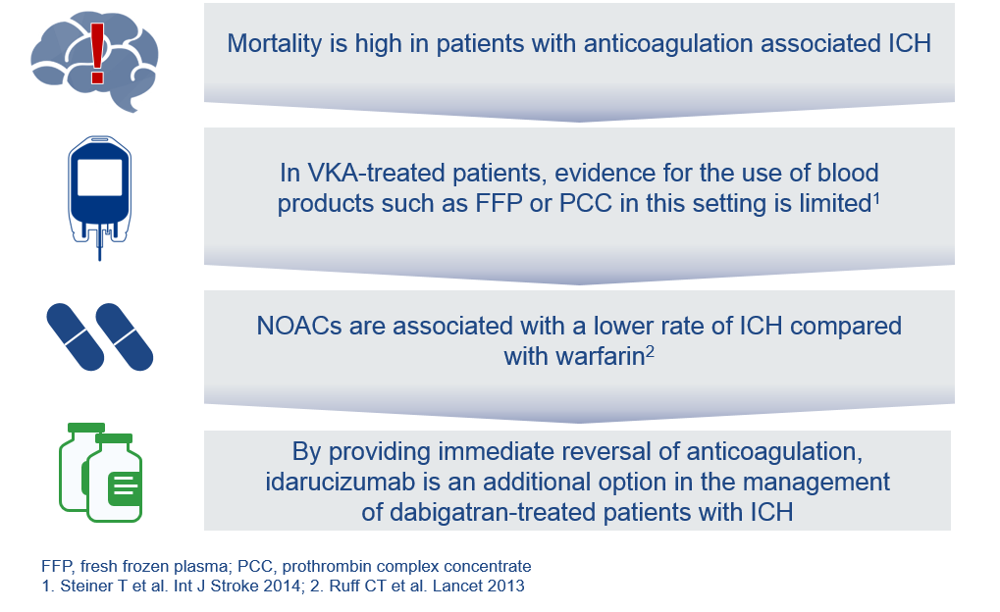 Mortality is high in patients with anticoagulation associated ICH
In VKA-treated patients, evidence for the use of blood
products such as FFP or PCC in this setting is limited¹
NOACs are associated with a lower rate of ICH compared
with warfarin²
By providing immediate reversal of anticoagulation,
idarucizumab is an additional option in the management
of dabigatran-treated patients with ICH
FFP, fresh frozen plasma; PCC, prothrombin complex concentrate
1. Steiner T et al. Int J Stroke 2014; 2. Ruff CT et al. Lancet 2013